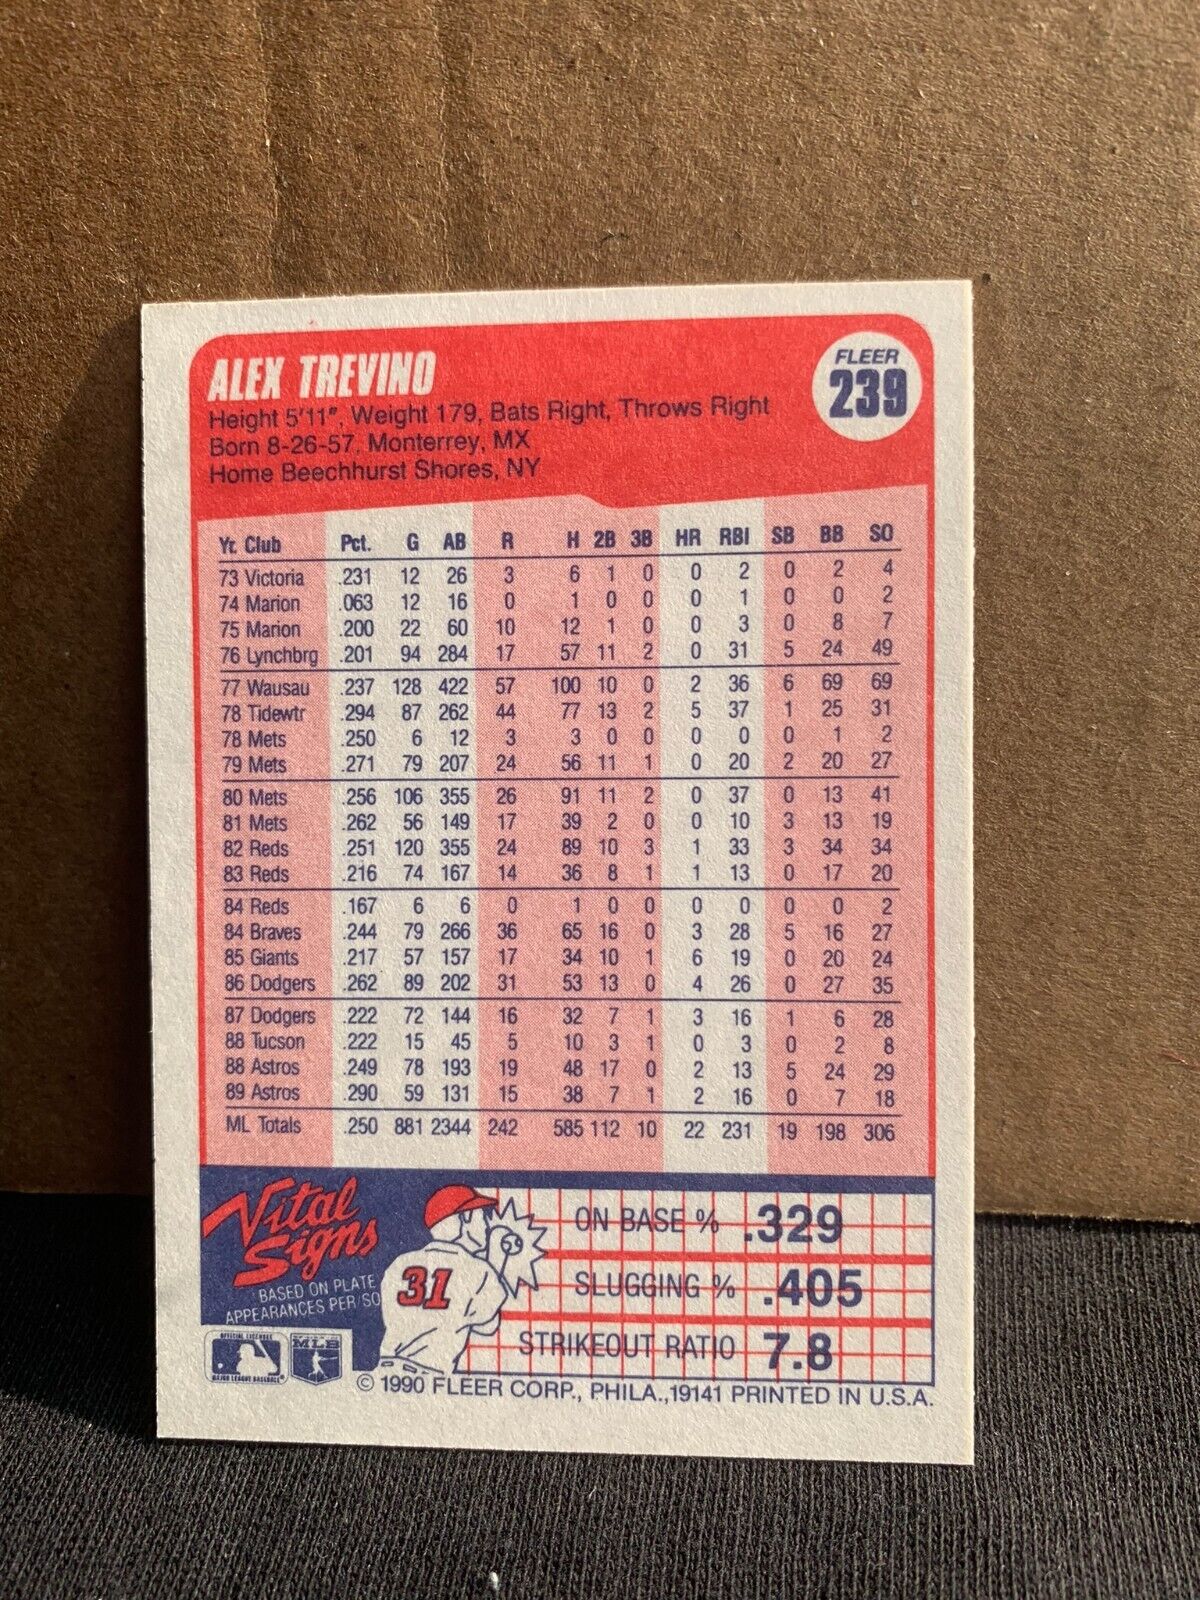 ALEX TREVINO
FLEER
239
Height 5'11", Weight 179, Bats Right, Throws Right
Born 8-26-57, Monterrey, MX
Home Beechhurst Shores, NY
Yr. Club Pct. G AB R H 2B 3B HR RBI SB BB SO
73 Victoria .231 12 26 3 6 1 0 0 2 0 2 4
74 Marion .063 12 16 0 1 0 0 0 1 0 0 2
75 Marion .200 22 60 10 12 1 0 0 3 0 8 7
76 Lynchbrg .201 94 284 17 57 11 2 0 31 5 24 49
77 Wausau .237 128 422 57 100 10 0 2 36 6 69 69
78 Tidewtr .294 87 262 44 77 13 2 5 37 1 25 31
78 Mets .250 6 12 3 3 0 0 0 0 0 1 2
79 Mets .271 79 207 24 56 11 1 0 20 2 20 27
80 Mets .256 106 355 26 91 11 2 0 37 0 13 41
81 Mets .262 56 149 17 39 2 0 0 10 3 13 19
82 Reds .251 120 355 24 89 10 3 1 33 3 34 34
83 Reds .216 74 167 14 36 8 1 1 13 0 17 20
84 Reds .167 6 6 0 1 0 0 0 0 0 0 2
84 Braves .244 79 266 36 65 16 0 3 28 5 16 27
85 Giants .217 57 157 17 34 10 1 6 19 0 20 24
86 Dodgers .262 89 202 31 53 13 0 4 26 0 27 35
87 Dodgers .222 72 144 16 32 7 1 3 16 1 6 28
88 Tucson .222 15 45 5 10 3 1 0 3 0 2 8
88 Astros .249 78 193 19 48 17 0 2 13 5 24 29
89 Astros .290 59 131 15 38 7 1 2 16 0 7 18
ML Totals .250 881 2344 242 585 112 10 22 231 19 198 306
Vital Signs
BASED ON PLATE
APPEARANCES PER/SO
31
ON BASE % .329
SLUGGING % .405
STRIKEOUT RATIO 7.8
OFFICIAL LICENSEE
MAJOR LEAGUE BASEBALL
© 1990 FLEER CORP., PHILA.,19141 PRINTED IN U.S.A.